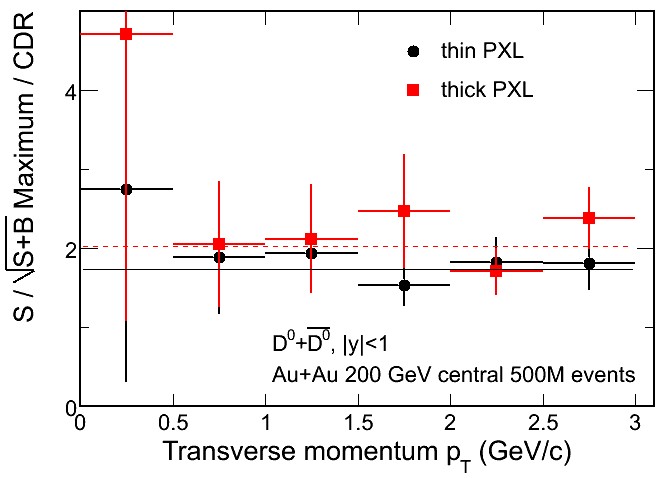 S / √S+B Maximum / CDR
thin PXL
thick PXL
4
2
0
D⁰+D̅⁰, |y|<1
Au+Au 200 GeV central 500M events
0 0.5 1 1.5 2 2.5 3
Transverse momentum p_T (GeV/c)